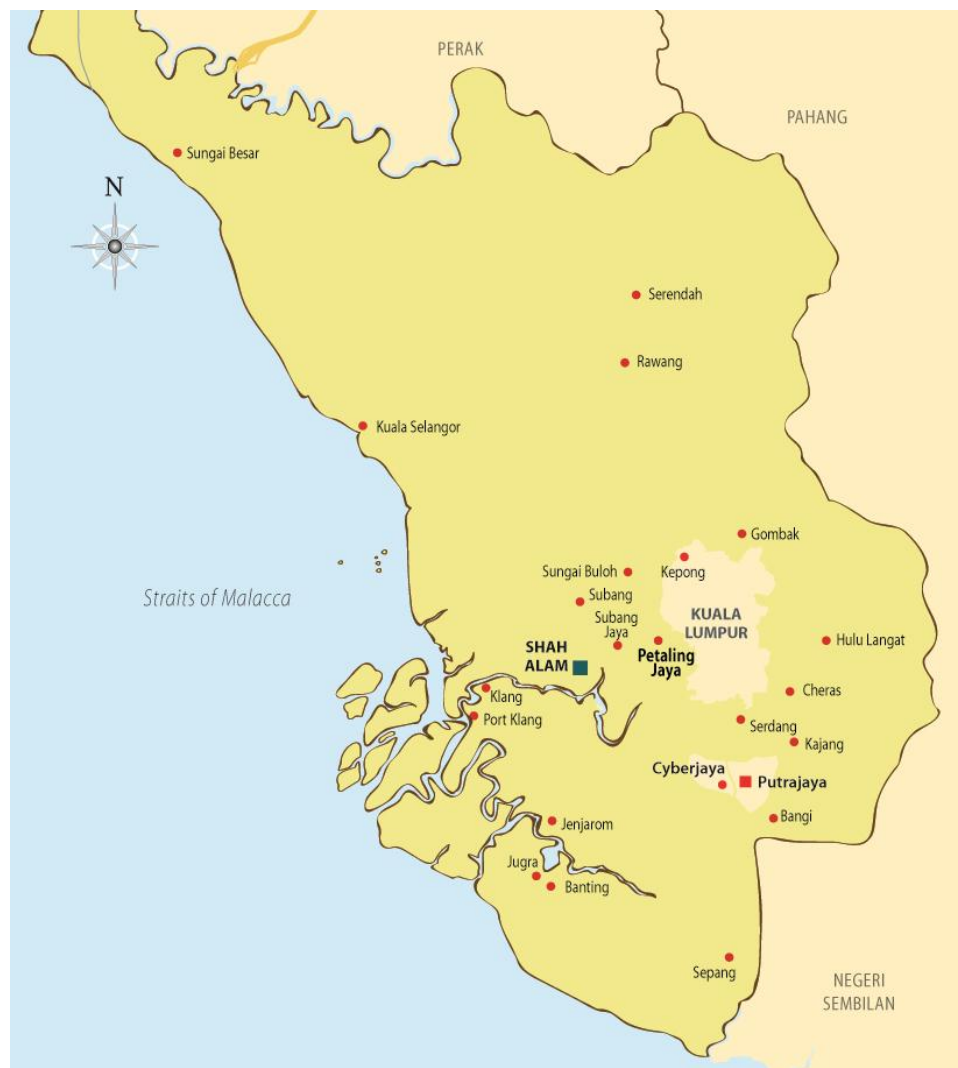 PERAK
PAHANG
Sungai Besar
N
Serendah
Rawang
Kuala Selangor
Gombak
Kepong
Sungai Buloh
Subang
Straits of Malacca
KUALA
LUMPUR
Subang
Jaya
Hulu Langat
SHAH
ALAM
Petaling
Jaya
Klang
Cheras
Port Klang
Serdang
Kajang
Cyberjaya
Putrajaya
Bangi
Jenjarom
Jugra
Banting
Sepang
NEGERI
SEMBILAN